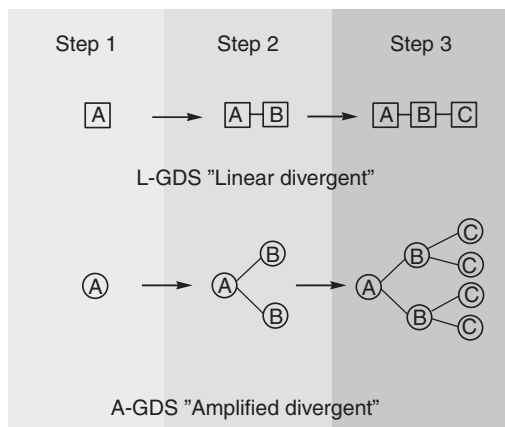 Step 1 Step 2 Step 3
A A B A B C
L-GDS ”Linear divergent”
C
B B
C
A A A
C
B B
C
A-GDS ”Amplified divergent”